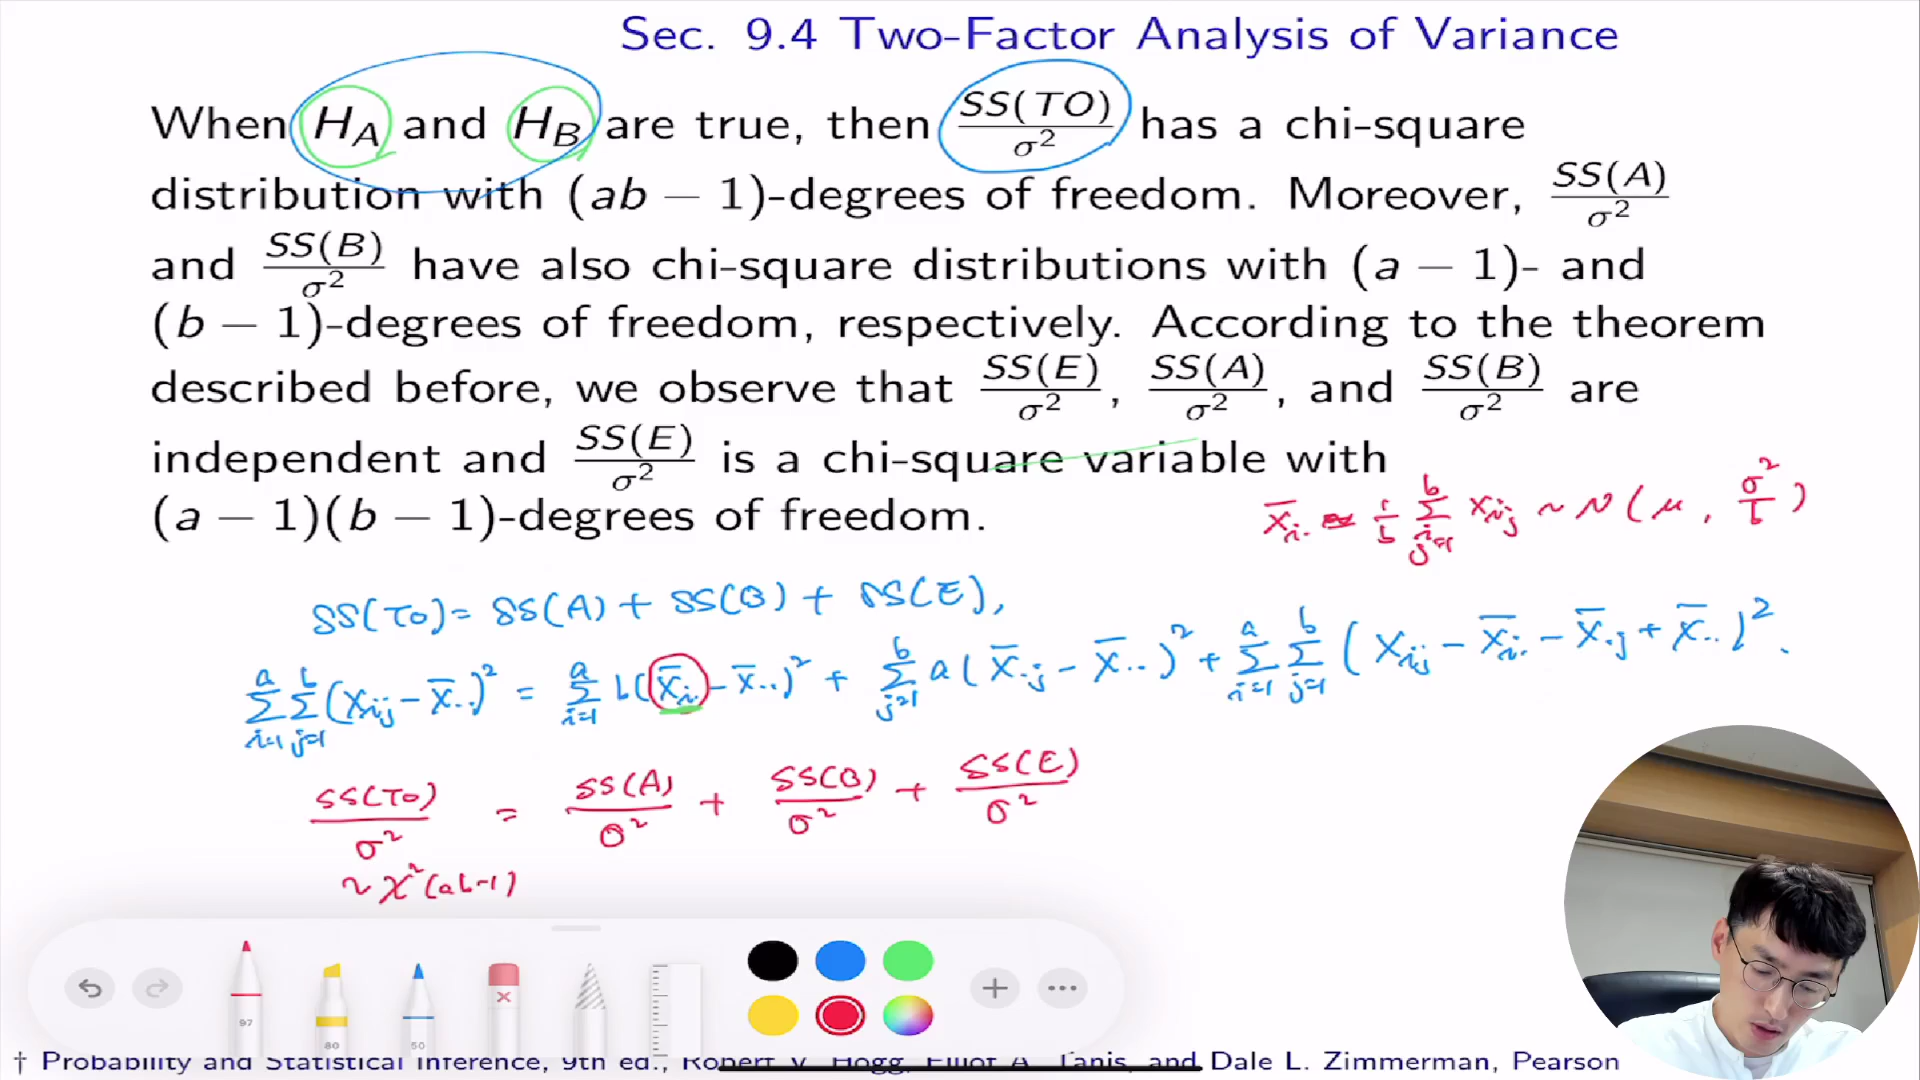 Sec. 9.4 Two-Factor Analysis of Variance
When H_A and H_B are true, then SS(TO)/σ² has a chi-square
distribution with (ab − 1)-degrees of freedom. Moreover, SS(A)/σ²
and SS(B)/σ² have also chi-square distributions with (a − 1)- and
(b − 1)-degrees of freedom, respectively. According to the theorem
described before, we observe that SS(E)/σ², SS(A)/σ², and SS(B)/σ² are
independent and SS(E)/σ² is a chi-square variable with
(a − 1)(b − 1)-degrees of freedom.
X̄_i. = 1/b Σ_{j=1}^{b} X_ij ~ N(μ, σ²/b)
SS(TO) = SS(A) + SS(B) + SS(E),
Σ_{i=1}^{a} Σ_{j=1}^{b} (X_ij − X̄..)² = Σ_{i=1}^{a} b(X̄_i. − X̄..)² + Σ_{j=1}^{b} a(X̄._j − X̄..)² + Σ_{i=1}^{a} Σ_{j=1}^{b} (X_ij − X̄_i. − X̄._j + X̄..)².
SS(TO)/σ² = SS(A)/σ² + SS(B)/σ² + SS(E)/σ²
~ χ²(ab−1)
97
80
50
† Probability and Statistical Inference, 9th ed., Robert V. Hogg, Elliot A. Tanis, and Dale L. Zimmerman, Pearson